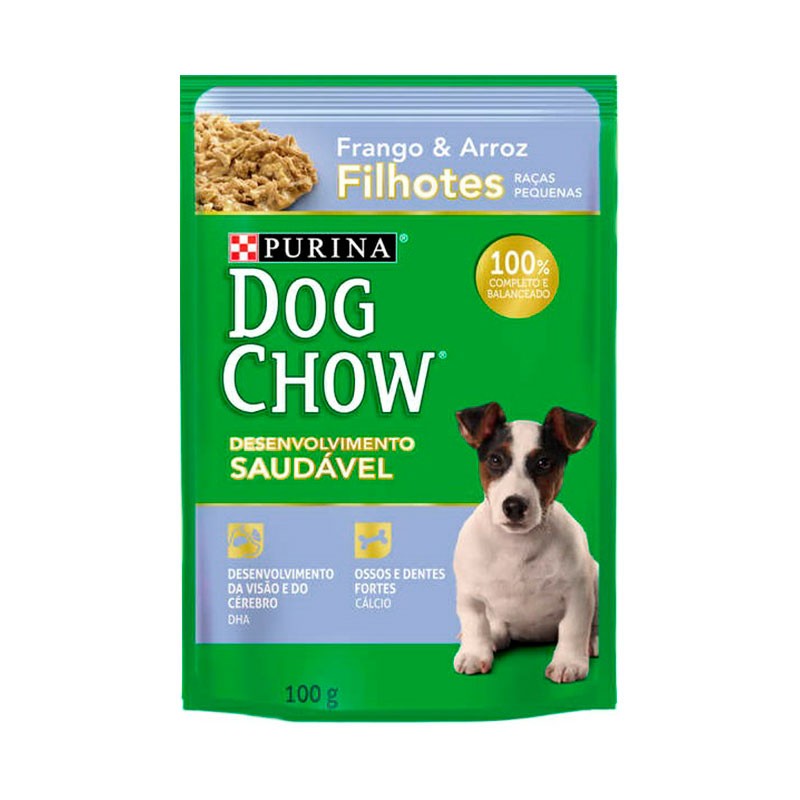 Frango & Arroz
Filhotes
RAÇAS
PEQUENAS
PURINA®
DOG
CHOW®
100%
COMPLETO E
BALANCEADO
DESENVOLVIMENTO
SAUDÁVEL
DESENVOLVIMENTO
DA VISÃO E DO
CÉREBRO
DHA
OSSOS E DENTES
FORTES
CÁLCIO
100 g